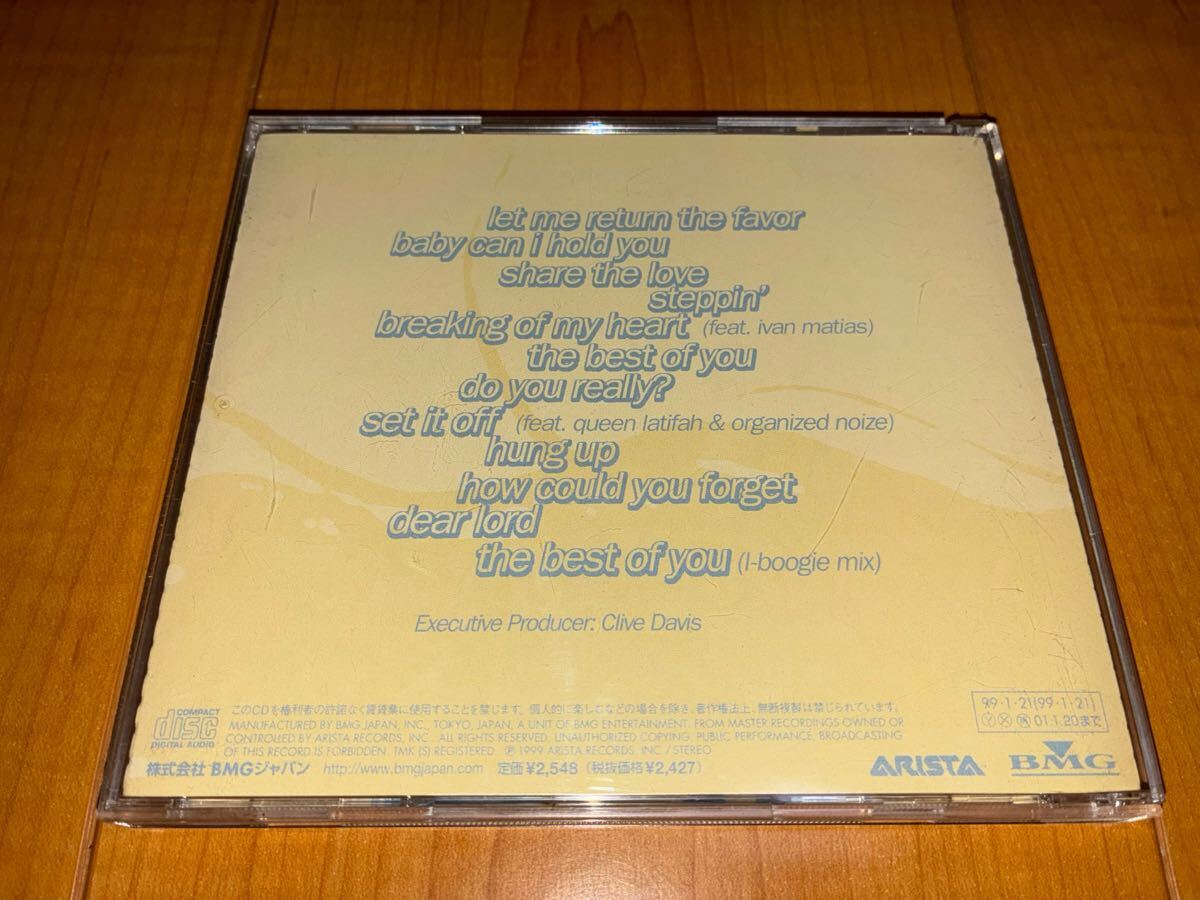 let me return the favor
baby can i hold you
share the love
steppin'
breaking of my heart (feat. ivan matias)
the best of you
do you really?
set it off (feat. queen latifah & organized noize)
hung up
how could you forget
dear lord
the best of you (l-boogie mix)
Executive Producer: Clive Davis
COMPACT
disc
DIGITAL AUDIO
このCDを権利者の許諾なく賃貸業に使用することを禁じます。個人的に楽しむなどの場合を除き、著作権法上、無断複製は禁じられています。
MANUFACTURED BY BMG JAPAN, INC., TOKYO, JAPAN, A UNIT OF BMG ENTERTAINMENT. FROM MASTER RECORDINGS OWNED OR
CONTROLLED BY ARISTA RECORDS, INC. UNAUTHORIZED COPYING, PUBLIC PERFORMANCE, BROADCASTING
OF THIS RECORD IS FORBIDDEN. TMK (S) REGISTERED ℗ 1999 ARISTA RECORDS, INC. / STEREO
株式会社 BMGジャパン http://www.bmgjapan.com 定価¥2,548 (税抜価格¥2,427)
99・1・21(99・1・21)
01.1.20まで
ARISTA
BMG